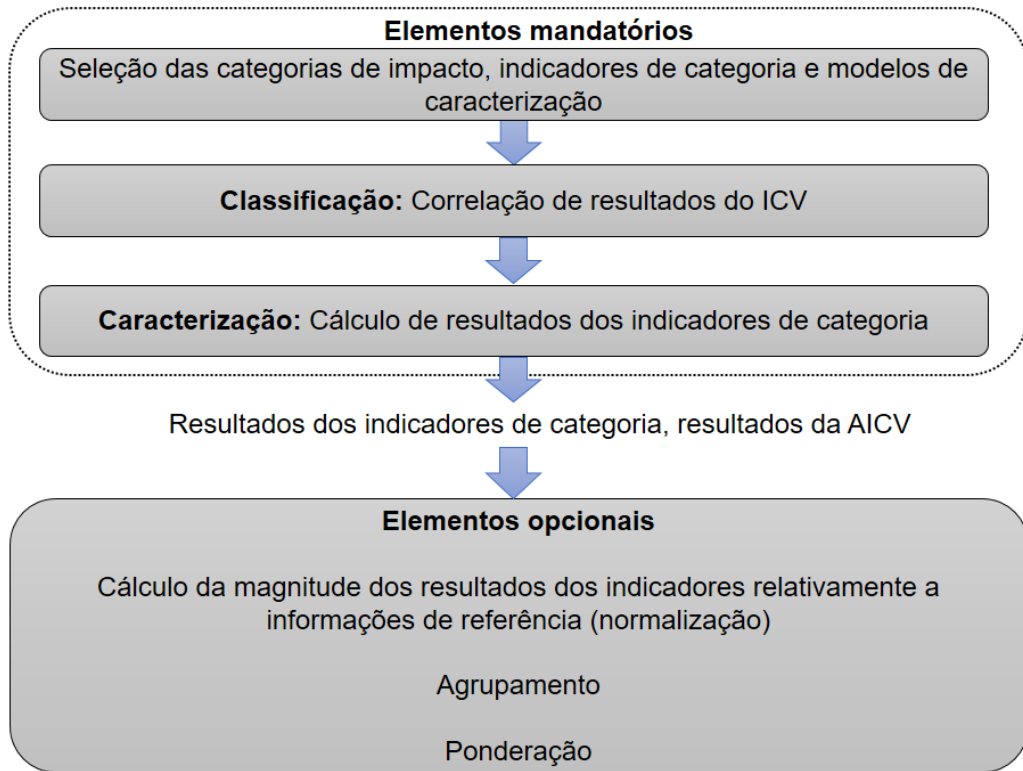 Elementos mandatórios
Seleção das categorias de impacto, indicadores de categoria e modelos de
caracterização
Classificação: Correlação de resultados do ICV
Caracterização: Cálculo de resultados dos indicadores de categoria
Resultados dos indicadores de categoria, resultados da AICV
Elementos opcionais
Cálculo da magnitude dos resultados dos indicadores relativamente a
informações de referência (normalização)
Agrupamento
Ponderação